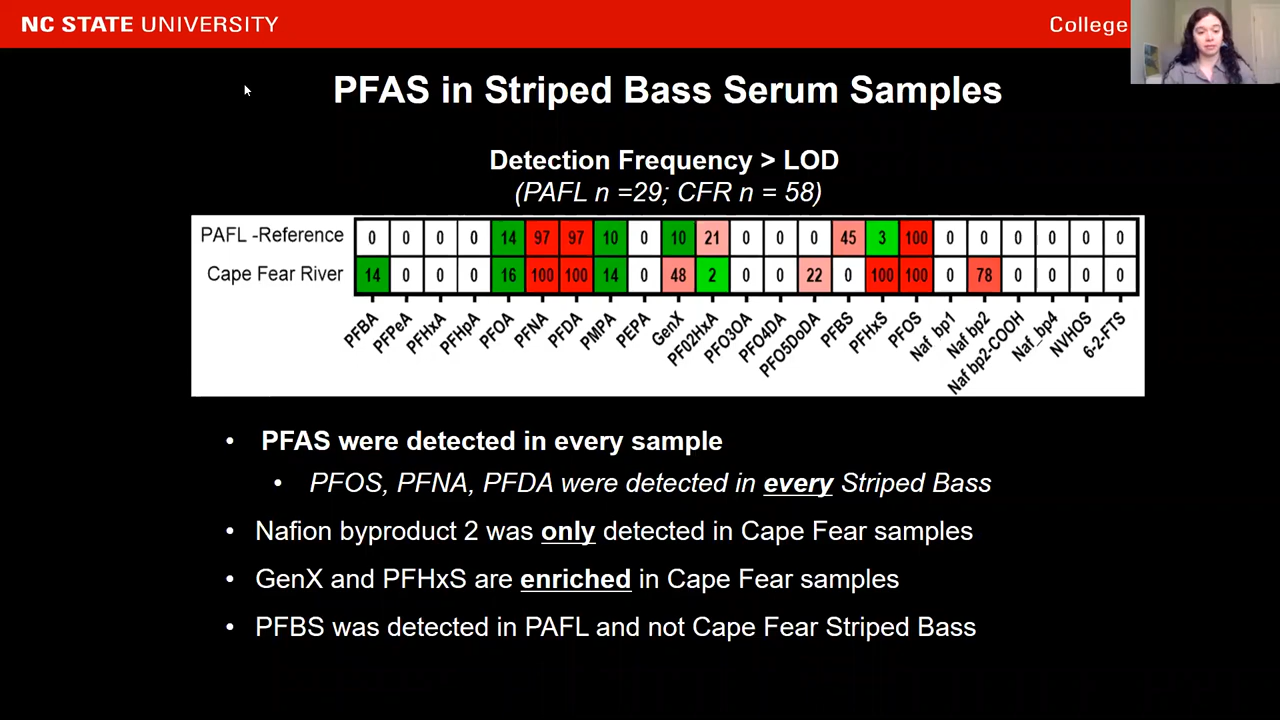 NC STATE UNIVERSITY
College
PFAS in Striped Bass Serum Samples
Detection Frequency > LOD
(PAFL n =29; CFR n = 58)
PAFL -Reference 0 0 0 0 14 97 97 10 0 10 21 0 0 0 45 3 100 0 0 0 0 0 0
Cape Fear River 14 0 0 0 16 100 100 14 0 48 2 0 0 22 0 100 100 0 78 0 0 0 0
PFBA PFPeA PFHxA PFHpA PFOA PFNA PFDA PMPA PEPA GenX PF02HxA PFO3OA PFO4DA PFO5DoDA PFBS PFHxS PFOS Naf_bp1 Naf bp2 Naf bp2-COOH Naf_bp4 NVHOS 6-2-FTS
• PFAS were detected in every sample
• PFOS, PFNA, PFDA were detected in every Striped Bass
• Nafion byproduct 2 was only detected in Cape Fear samples
• GenX and PFHxS are enriched in Cape Fear samples
• PFBS was detected in PAFL and not Cape Fear Striped Bass